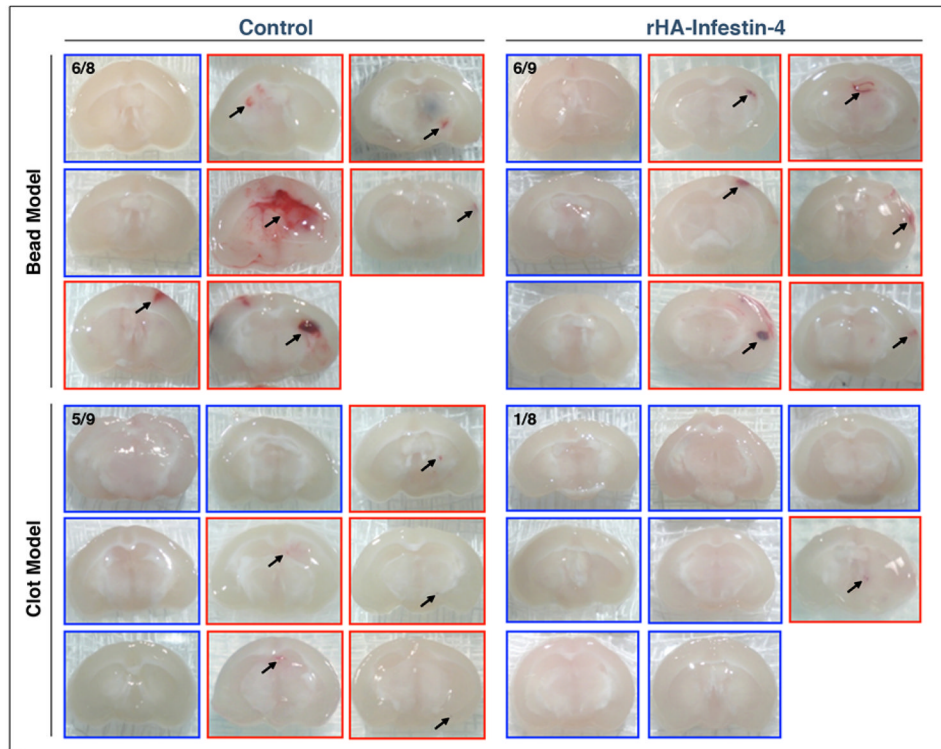 Control
rHA-Infestin-4
Bead Model
6/8
6/9
Clot Model
5/9
1/8